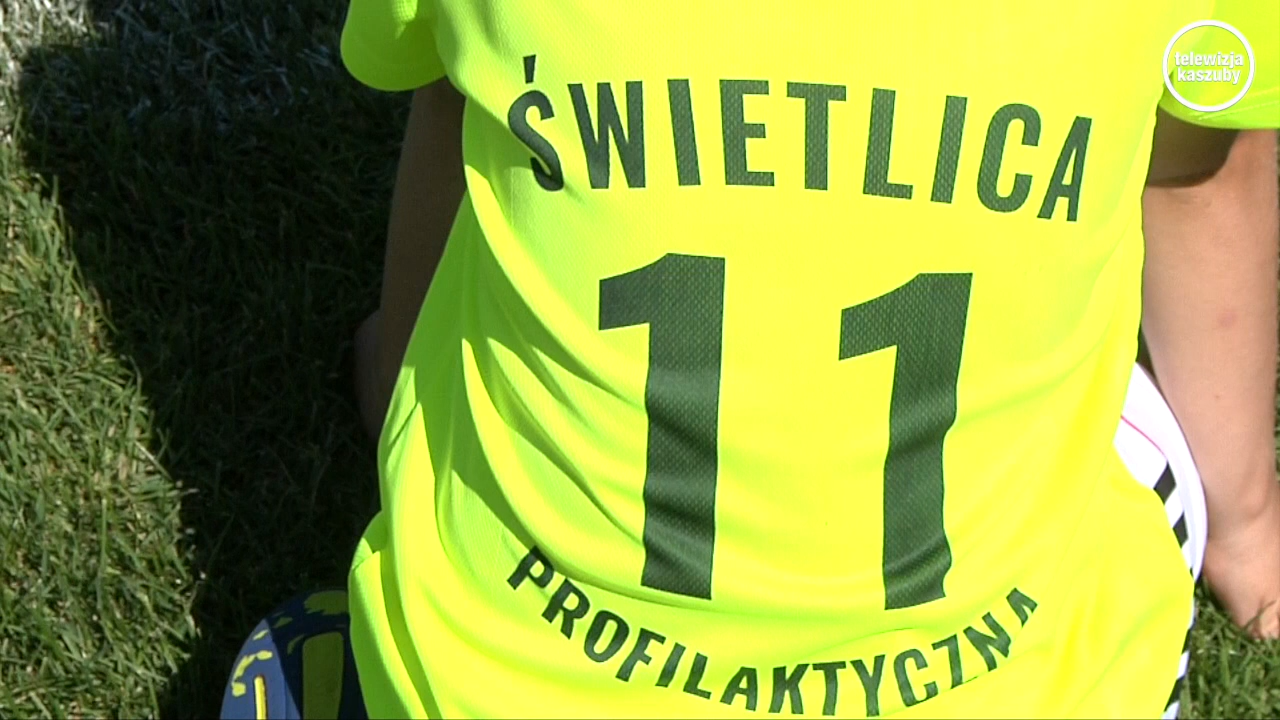 telewizja
kaszuby
ŚWIETLICA
11
PROFILAKTYCZNA